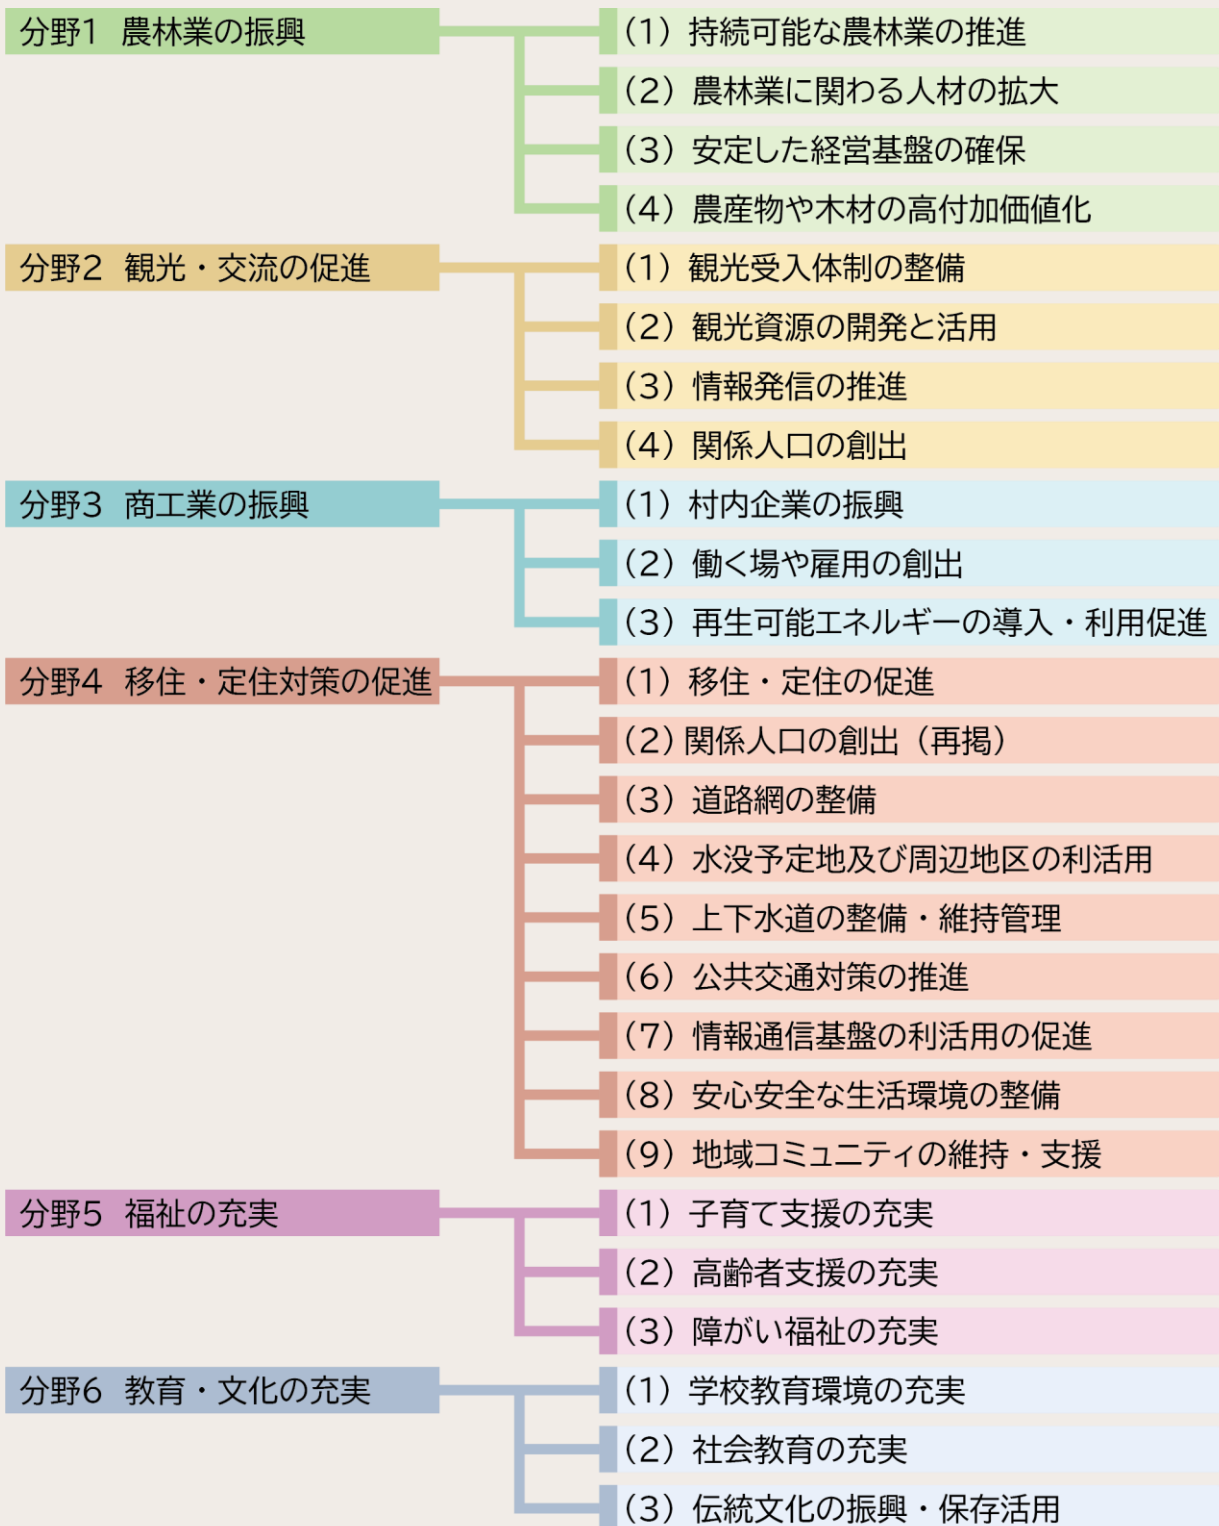 分野1 農林業の振興
(1) 持続可能な農林業の推進
(2) 農林業に関わる人材の拡大
(3) 安定した経営基盤の確保
(4) 農産物や木材の高付加価値化
分野2 観光・交流の促進
(1) 観光受入体制の整備
(2) 観光資源の開発と活用
(3) 情報発信の推進
(4) 関係人口の創出
分野3 商工業の振興
(1) 村内企業の振興
(2) 働く場や雇用の創出
(3) 再生可能エネルギーの導入・利用促進
分野4 移住・定住対策の促進
(1) 移住・定住の促進
(2) 関係人口の創出（再掲）
(3) 道路網の整備
(4) 水没予定地及び周辺地区の利活用
(5) 上下水道の整備・維持管理
(6) 公共交通対策の推進
(7) 情報通信基盤の利活用の促進
(8) 安心安全な生活環境の整備
(9) 地域コミュニティの維持・支援
分野5 福祉の充実
(1) 子育て支援の充実
(2) 高齢者支援の充実
(3) 障がい福祉の充実
分野6 教育・文化の充実
(1) 学校教育環境の充実
(2) 社会教育の充実
(3) 伝統文化の振興・保存活用